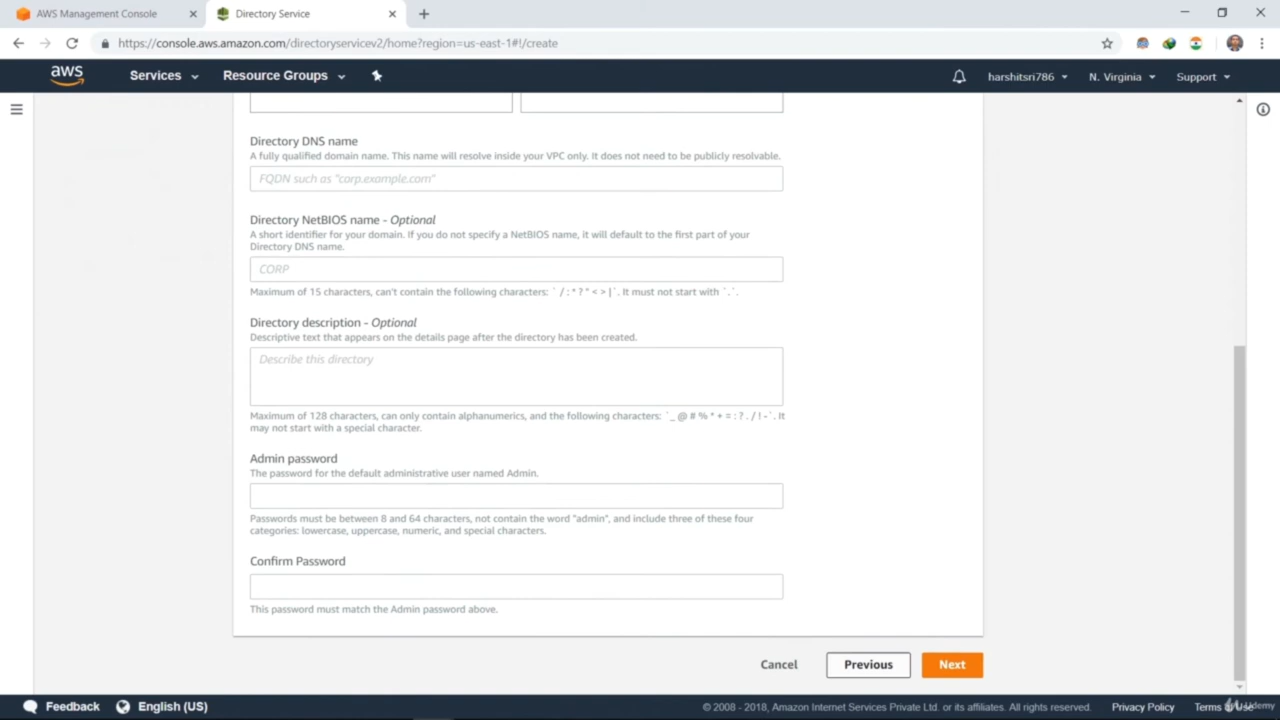 AWS Management Console
Directory Service
https://console.aws.amazon.com/directoryservicev2/home?region=us-east-1#!/create
aws
Services
Resource Groups
harshitsri786
N. Virginia
Support
Directory DNS name
A fully qualified domain name. This name will resolve inside your VPC only. It does not need to be publicly resolvable.
FQDN such as "corp.example.com"
Directory NetBIOS name - Optional
A short identifier for your domain. If you do not specify a NetBIOS name, it will default to the first part of your
Directory DNS name.
CORP
Maximum of 15 characters, can't contain the following characters: ` / : * ? " < > |`. It must not start with `.`.
Directory description - Optional
Descriptive text that appears on the details page after the directory has been created.
Describe this directory
Maximum of 128 characters, can only contain alphanumerics, and the following characters: `_ @ # % * + = : ? . / ! -`. It
may not start with a special character.
Admin password
The password for the default administrative user named Admin.
Passwords must be between 8 and 64 characters, not contain the word "admin", and include three of these four
categories: lowercase, uppercase, numeric, and special characters.
Confirm Password
This password must match the Admin password above.
Cancel
Previous
Next
Feedback
English (US)
© 2008 - 2018, Amazon Internet Services Private Ltd. or its affiliates. All rights reserved.
Privacy Policy
Terms of Use
Udemy